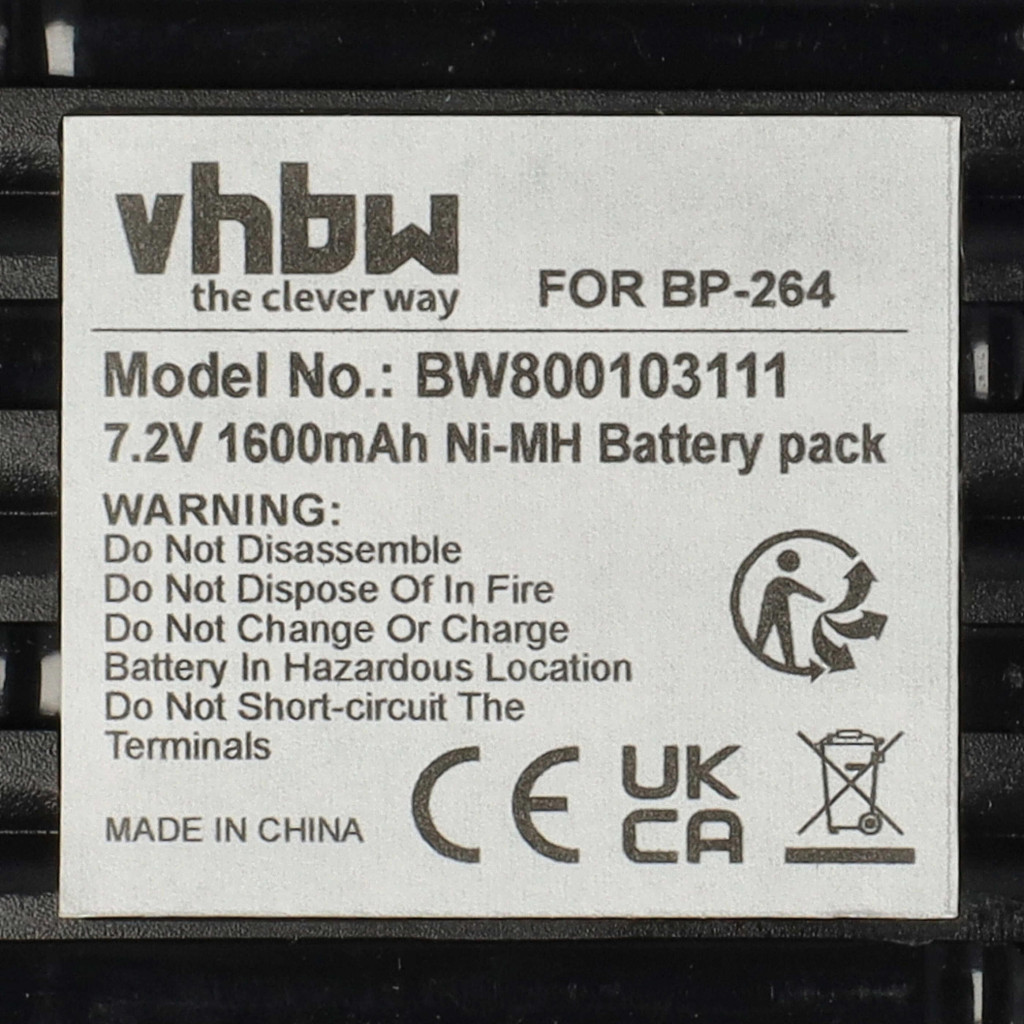 vhbw
the clever way
FOR BP-264
Model No.: BW800103111
7.2V 1600mAh Ni-MH Battery pack
WARNING:
Do Not Disassemble
Do Not Dispose Of In Fire
Do Not Change Or Charge
Battery In Hazardous Location
Do Not Short-circuit The
Terminals
MADE IN CHINA
CE
UK
CA